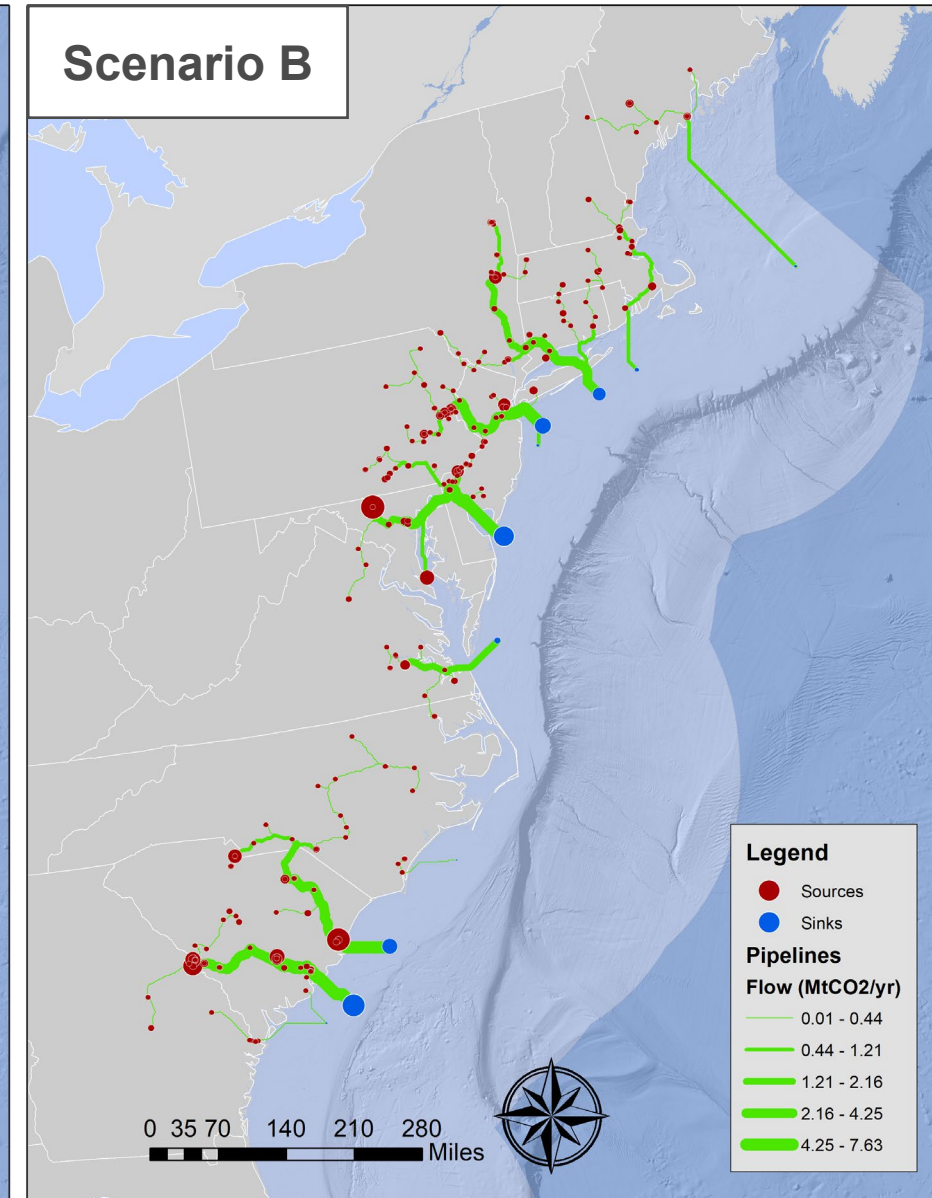 Scenario B
Legend
Sources
Sinks
Pipelines
Flow (MtCO2/yr)
0.01 - 0.44
0.44 - 1.21
1.21 - 2.16
2.16 - 4.25
4.25 - 7.63
0 35 70 140 210 280
Miles